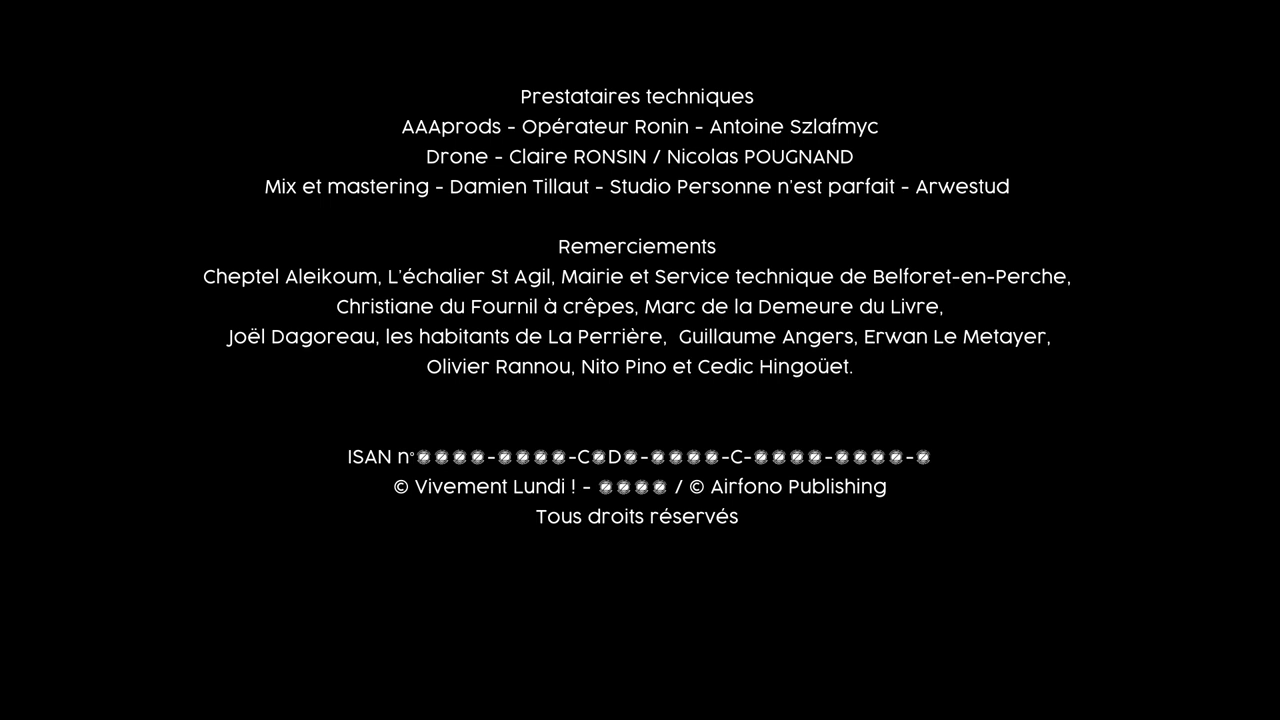 Prestataires techniques
AAAprods - Opérateur Ronin - Antoine Szlafmyc
Drone - Claire RONSIN / Nicolas POUGNAND
Mix et mastering - Damien Tillaut - Studio Personne n'est parfait - Arwestud
Remerciements
Cheptel Aleikoum, L'échalier St Agil, Mairie et Service technique de Belforet-en-Perche,
Christiane du Fournil à crêpes, Marc de la Demeure du Livre,
Joël Dagoreau, les habitants de La Perrière,  Guillaume Angers, Erwan Le Metayer,
Olivier Rannou, Nito Pino et Cedic Hingoüet.
ISAN n°
© Vivement Lundi ! - / © Airfono Publishing
Tous droits réservés